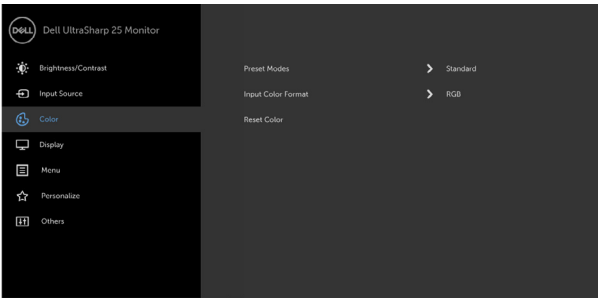 DELL
Dell UltraSharp 25 Monitor
Brightness/Contrast
Input Source
Color
Display
Menu
Personalize
Others
Preset Modes Standard
Input Color Format RGB
Reset Color